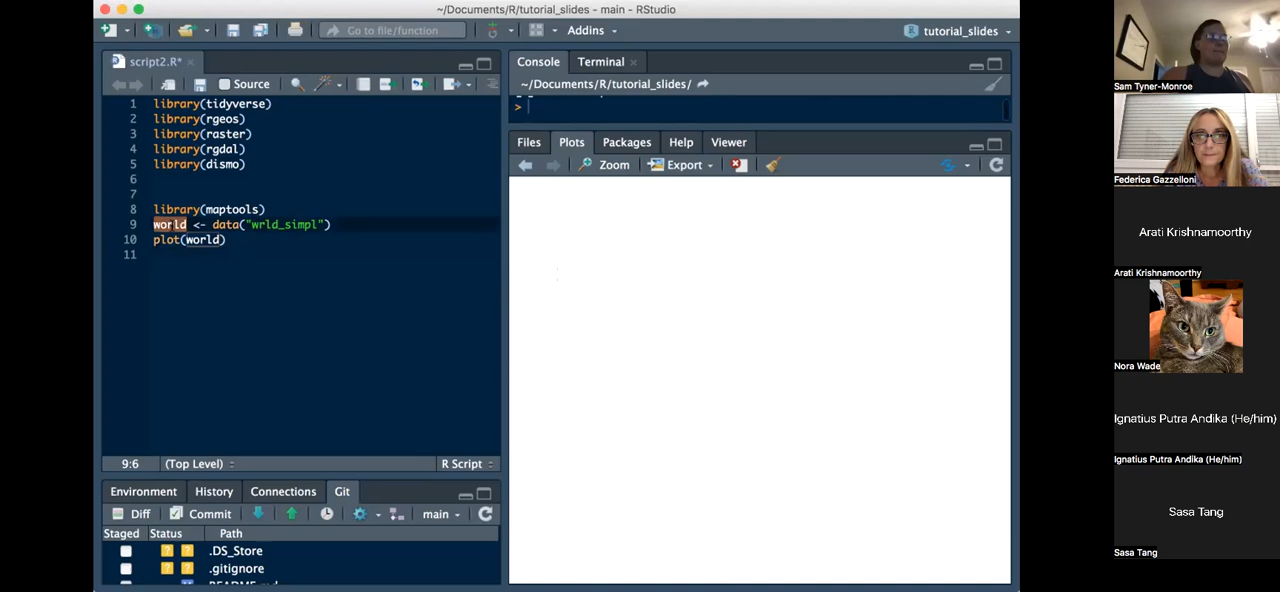 ~/Documents/R/tutorial_slides - main - RStudio
Go to file/function
Addins
tutorial_slides
script2.R*
Source
1 library(tidyverse)
2 library(rgeos)
3 library(raster)
4 library(rgdal)
5 library(dismo)
6
7
8 library(maptools)
9 world <- data("wrld_simpl")
10 plot(world)
11
9:6 (Top Level) R Script
Environment History Connections Git
Diff Commit main
Staged Status Path
? ? .DS_Store
? ? .gitignore
Console Terminal
~/Documents/R/tutorial_slides/
>
Files Plots Packages Help Viewer
Zoom Export
Sam Tyner-Monroe
Federica Gazzelloni
Arati Krishnamoorthy
Arati Krishnamoorthy
Nora Wade
Ignatius Putra Andika (He/him)
Ignatius Putra Andika (He/him)
Sasa Tang
Sasa Tang